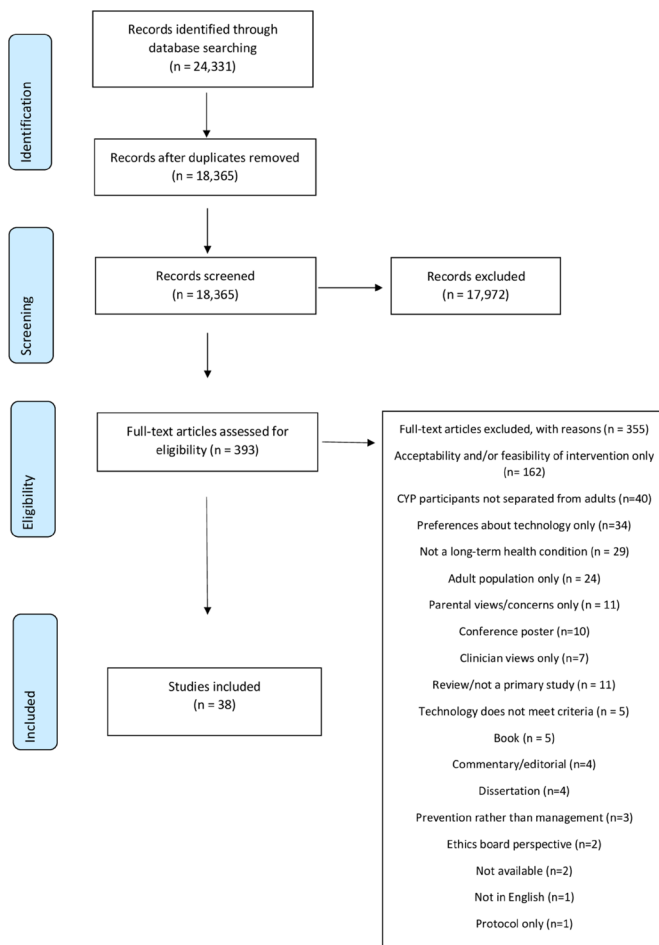 Identification
Records identified through
database searching
(n = 24,331)
Records after duplicates removed
(n = 18,365)
Screening
Records screened
(n = 18,365)
Records excluded
(n = 17,972)
Eligibility
Full-text articles assessed for
eligibility (n = 393)
Full-text articles excluded, with reasons (n = 355)
Acceptability and/or feasibility of intervention only
(n= 162)
CYP participants not separated from adults (n=40)
Preferences about technology only (n=34)
Not a long-term health condition (n = 29)
Adult population only (n = 24)
Parental views/concerns only (n = 11)
Conference poster (n=10)
Clinician views only (n=7)
Review/not a primary study (n = 11)
Technology does not meet criteria (n = 5)
Book (n = 5)
Commentary/editorial (n=4)
Dissertation (n=4)
Prevention rather than management (n=3)
Ethics board perspective (n=2)
Not available (n=2)
Not in English (n=1)
Protocol only (n=1)
Included
Studies included
(n = 38)